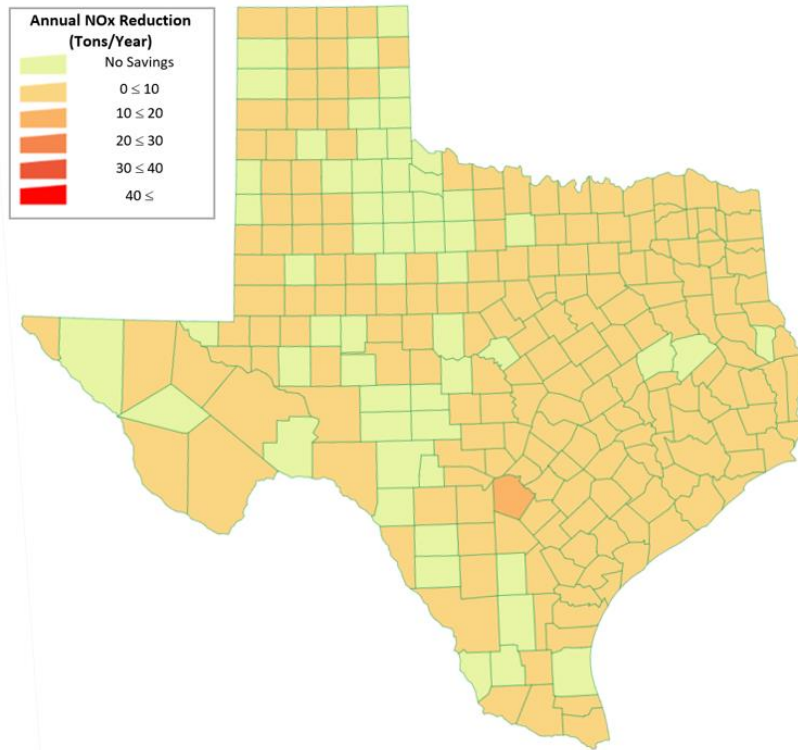 Annual NOx Reduction
(Tons/Year)
No Savings
0 ≤ 10
10 ≤ 20
20 ≤ 30
30 ≤ 40
40 ≤